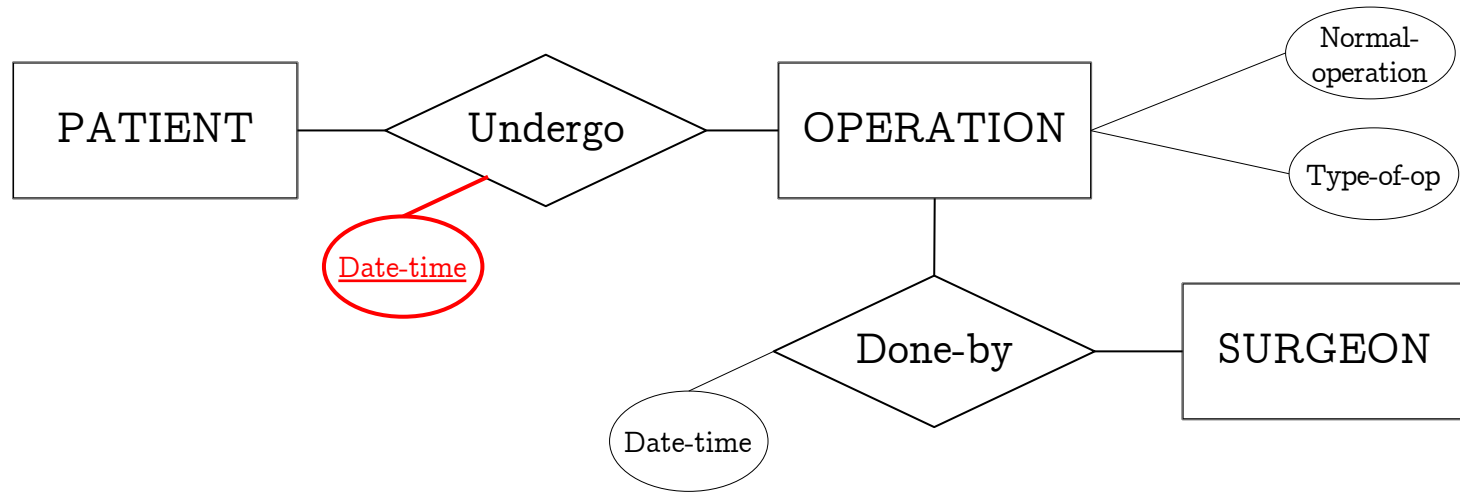 Normal-
operation
PATIENT
Undergo
OPERATION
Type-of-op
Date-time
Done-by
SURGEON
Date-time